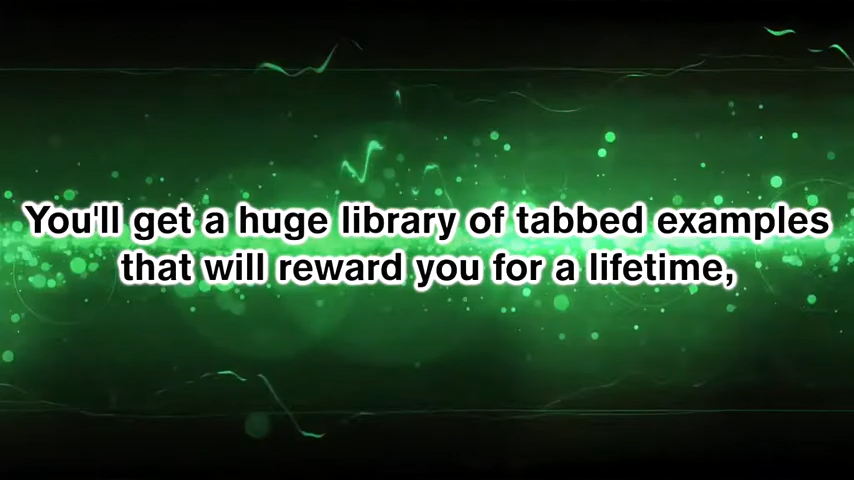 You'll get a huge library of tabbed examples
that will reward you for a lifetime,